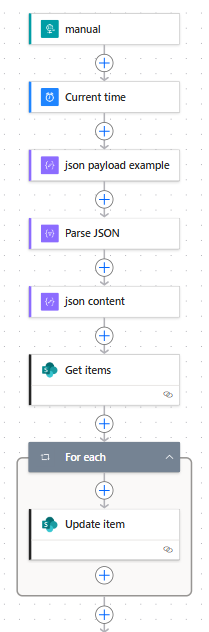 manual
Current time
json payload example
Parse JSON
json content
Get items
For each
Update item